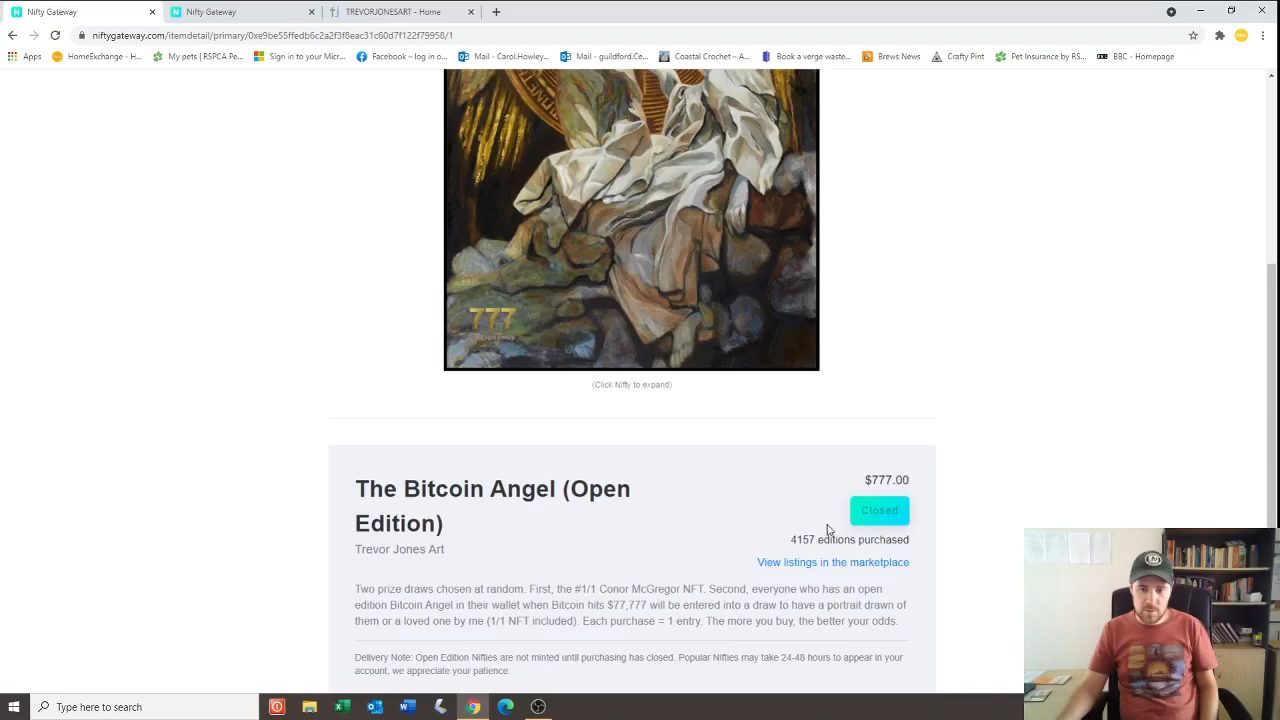 Nifty Gateway
Nifty Gateway
TREVORJONESART - Home
niftygateway.com/itemdetail/primary/0xe9be55ffedb6c2a2f3f8eac31c60d7f122f79958/1
Apps
HomeExchange - H...
My pets | RSPCA Pe...
Sign in to your Micr...
Facebook – log in o...
Mail - Carol.Howley...
Mail - guildford.Ce...
Coastal Crochet – A...
Book a verge waste...
Brews News
Crafty Pint
Pet Insurance by RS...
BBC - Homepage
777
(Click Nifty to expand)
The Bitcoin Angel (Open
Edition)
Trevor Jones Art
$777.00
Closed
4157 editions purchased
View listings in the marketplace
Two prize draws chosen at random. First, the #1/1 Conor McGregor NFT. Second, everyone who has an open
edition Bitcoin Angel in their wallet when Bitcoin hits $77,777 will be entered into a draw to have a portrait drawn of
them or a loved one by me (1/1 NFT included). Each purchase = 1 entry. The more you buy, the better your odds.
Delivery Note: Open Edition Nifties are not minted until purchasing has closed. Popular Nifties may take 24-48 hours to appear in your
account, we appreciate your patience.
Type here to search